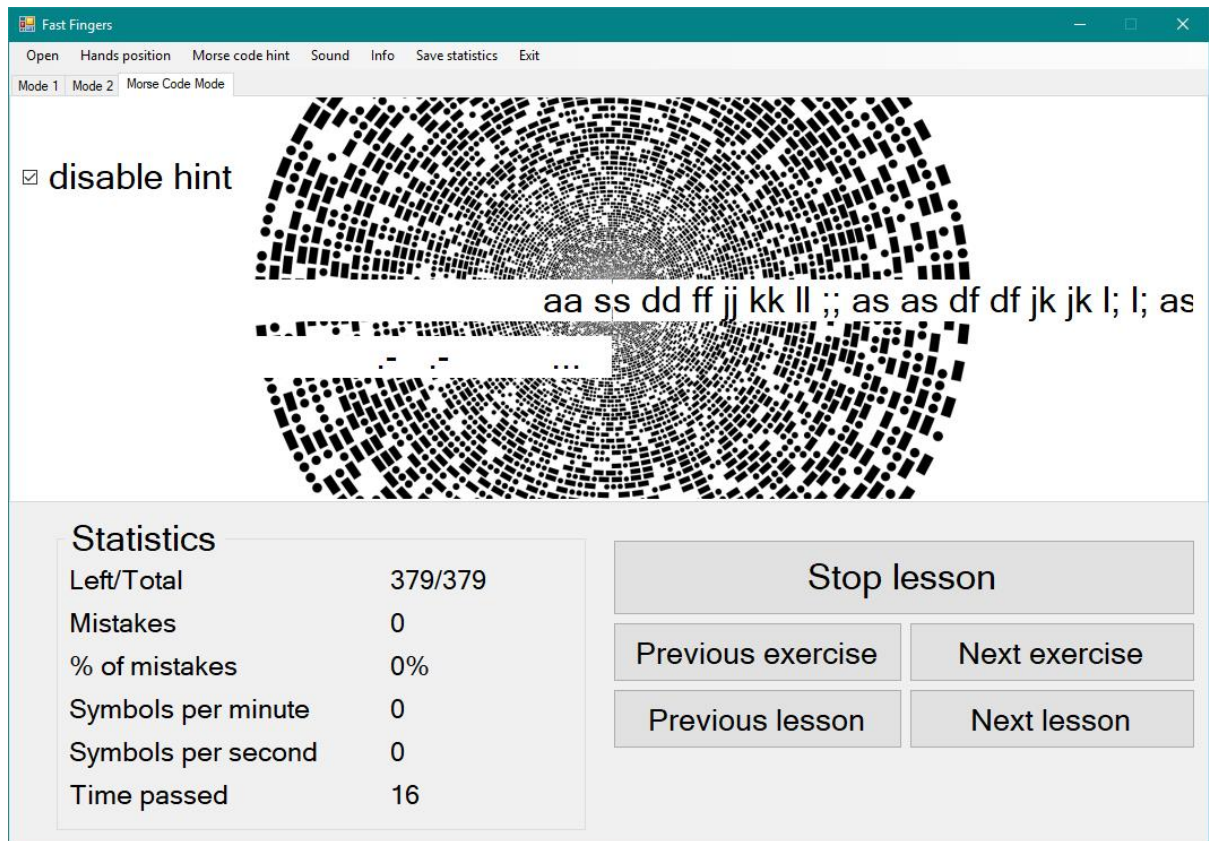 Fast Fingers
Open Hands position Morse code hint Sound Info Save statistics Exit
Mode 1 Mode 2 Morse Code Mode
disable hint
aa ss dd ff jj kk ll ;; as as df df jk jk l; l; as
.- .- ...
Statistics
Left/Total 379/379
Mistakes 0
% of mistakes 0%
Symbols per minute 0
Symbols per second 0
Time passed 16
Stop lesson
Previous exercise Next exercise
Previous lesson Next lesson